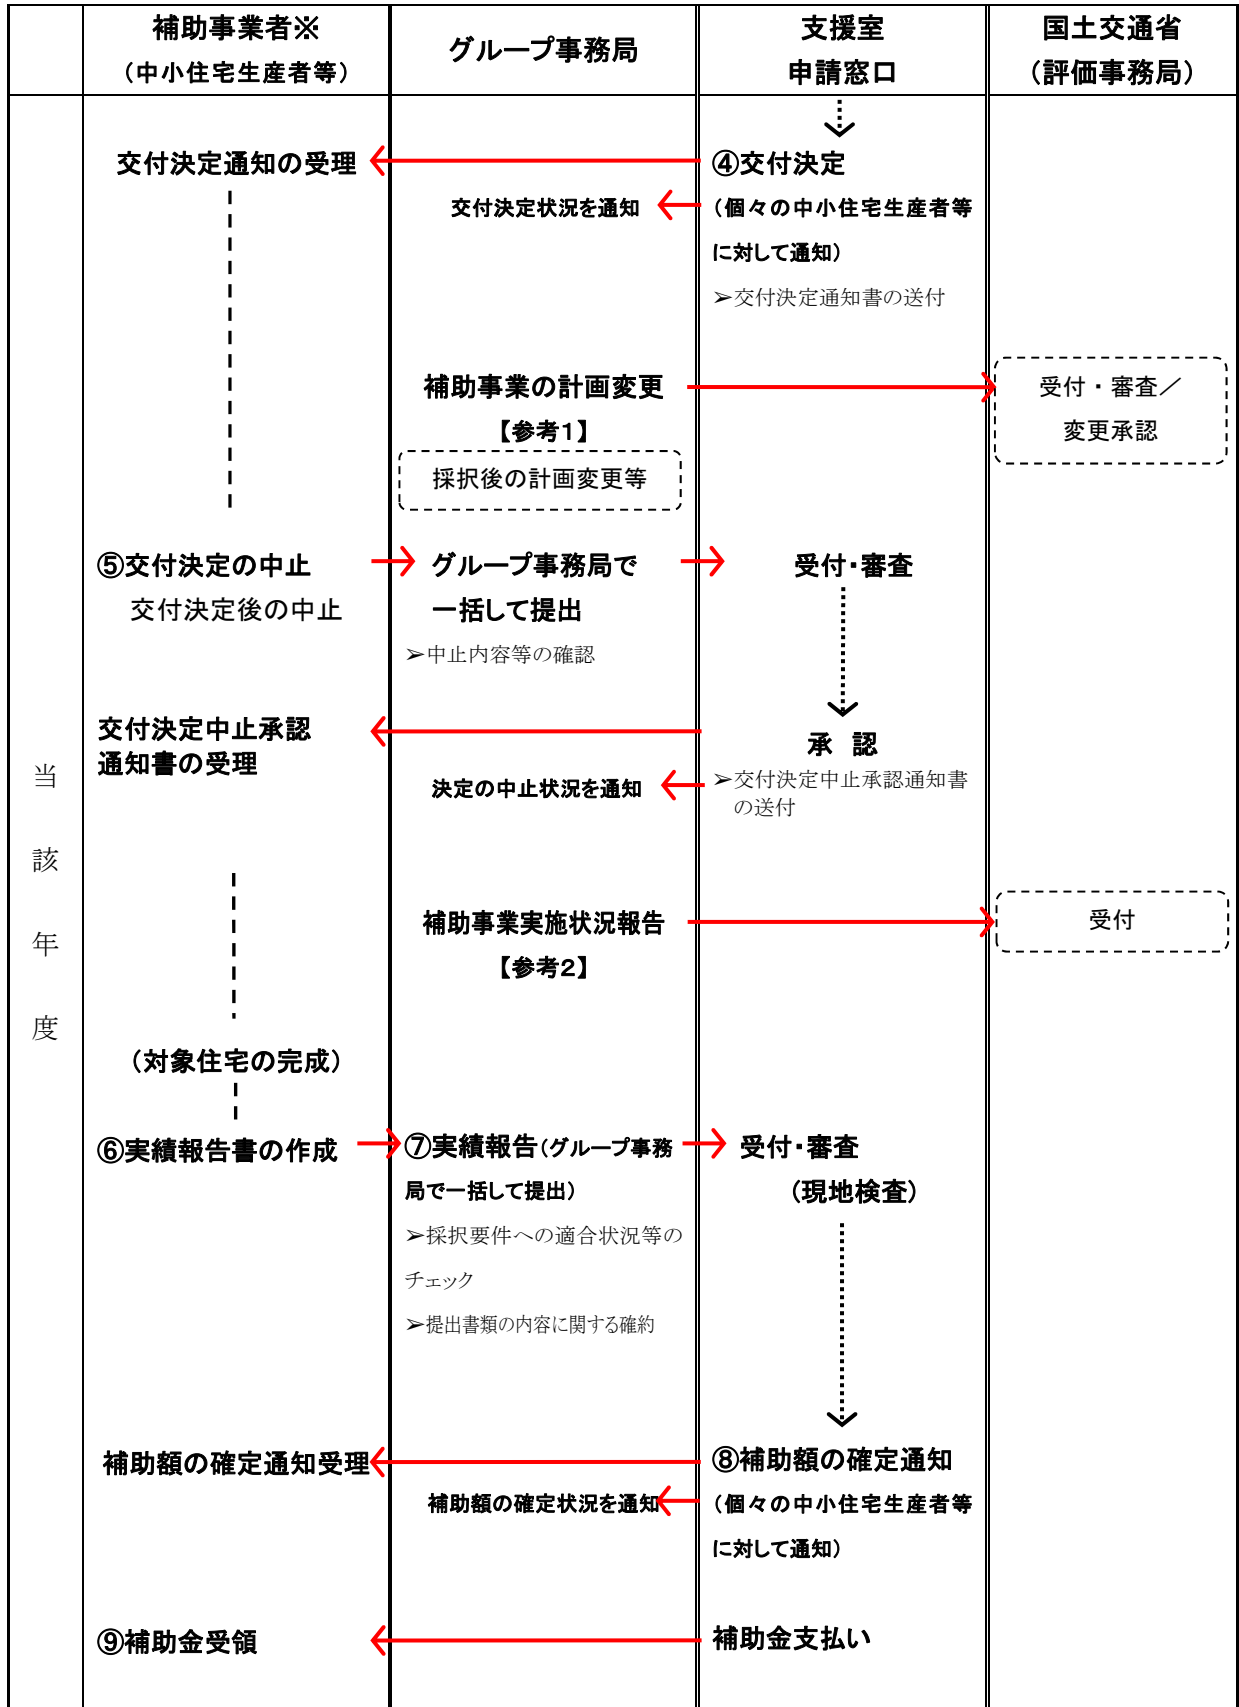 補助事業者※
（中小住宅生産者等）
グループ事務局
支援室
申請窓口
国土交通省
（評価事務局）
当該年度
交付決定通知の受理
④交付決定
交付決定状況を通知
（個々の中小住宅生産者等
に対して通知）
➢交付決定通知書の送付
補助事業の計画変更
【参考1】
採択後の計画変更等
受付・審査／
変更承認
⑤交付決定の中止
交付決定後の中止
グループ事務局で
一括して提出
➢中止内容等の確認
受付・審査
交付決定中止承認
通知書の受理
承　認
決定の中止状況を通知
➢交付決定中止承認通知書
の送付
補助事業実施状況報告
【参考2】
受付
（対象住宅の完成）
⑥実績報告書の作成
⑦実績報告（グループ事務
局で一括して提出）
➢採択要件への適合状況等の
チェック
➢提出書類の内容に関する確約
受付・審査
（現地検査）
補助額の確定通知受理
⑧補助額の確定通知
補助額の確定状況を通知
（個々の中小住宅生産者等
に対して通知）
⑨補助金受領
補助金支払い